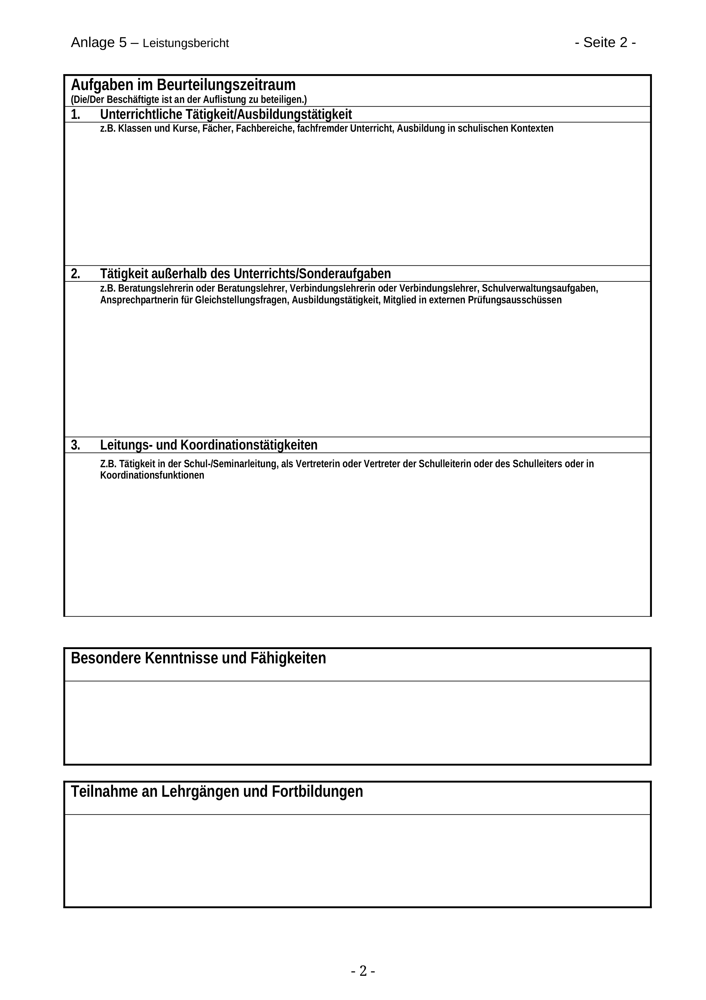 Anlage 5 – Leistungsbericht - Seite 2 -
Aufgaben im Beurteilungszeitraum
(Die/Der Beschäftigte ist an der Auflistung zu beteiligen.)
1. Unterrichtliche Tätigkeit/Ausbildungstätigkeit
z.B. Klassen und Kurse, Fächer, Fachbereiche, fachfremder Unterricht, Ausbildung in schulischen Kontexten
2. Tätigkeit außerhalb des Unterrichts/Sonderaufgaben
z.B. Beratungslehrerin oder Beratungslehrer, Verbindungslehrerin oder Verbindungslehrer, Schulverwaltungsaufgaben,
Ansprechpartnerin für Gleichstellungsfragen, Ausbildungstätigkeit, Mitglied in externen Prüfungsausschüssen
3. Leitungs- und Koordinationstätigkeiten
Z.B. Tätigkeit in der Schul-/Seminarleitung, als Vertreterin oder Vertreter der Schulleiterin oder des Schulleiters oder in
Koordinationsfunktionen
Besondere Kenntnisse und Fähigkeiten
Teilnahme an Lehrgängen und Fortbildungen
- 2 -